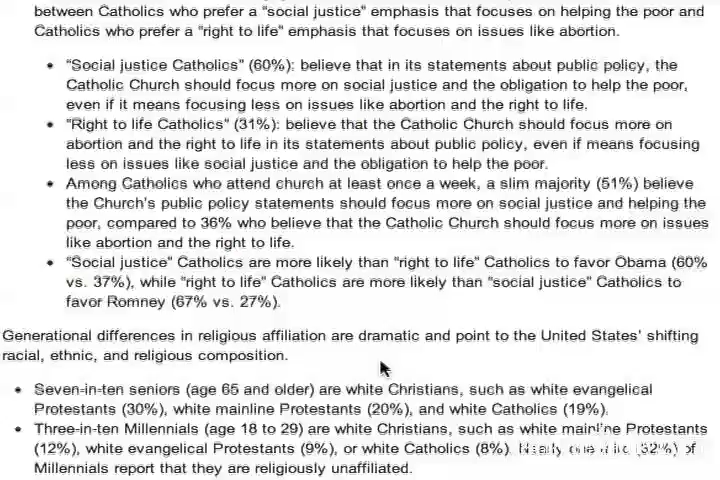 between Catholics who prefer a "social justice" emphasis that focuses on helping the poor and
Catholics who prefer a "right to life" emphasis that focuses on issues like abortion.
• "Social justice Catholics" (60%): believe that in its statements about public policy, the
Catholic Church should focus more on social justice and the obligation to help the poor,
even if it means focusing less on issues like abortion and the right to life.
• "Right to life Catholics" (31%): believe that the Catholic Church should focus more on
abortion and the right to life in its statements about public policy, even if means focusing
less on issues like social justice and the obligation to help the poor.
• Among Catholics who attend church at least once a week, a slim majority (51%) believe
the Church's public policy statements should focus more on social justice and helping the
poor, compared to 36% who believe that the Catholic Church should focus more on issues
like abortion and the right to life.
• "Social justice" Catholics are more likely than "right to life" Catholics to favor Obama (60%
vs. 37%), while "right to life" Catholics are more likely than "social justice" Catholics to
favor Romney (67% vs. 27%).
Generational differences in religious affiliation are dramatic and point to the United States' shifting
racial, ethnic, and religious composition.
• Seven-in-ten seniors (age 65 and older) are white Christians, such as white evangelical
Protestants (30%), white mainline Protestants (20%), and white Catholics (19%).
• Three-in-ten Millennials (age 18 to 29) are white Christians, such as white mainline Protestants
(12%), white evangelical Protestants (9%), or white Catholics (8%). Nearly (32%) of
Millennials report that they are religiously unaffiliated.